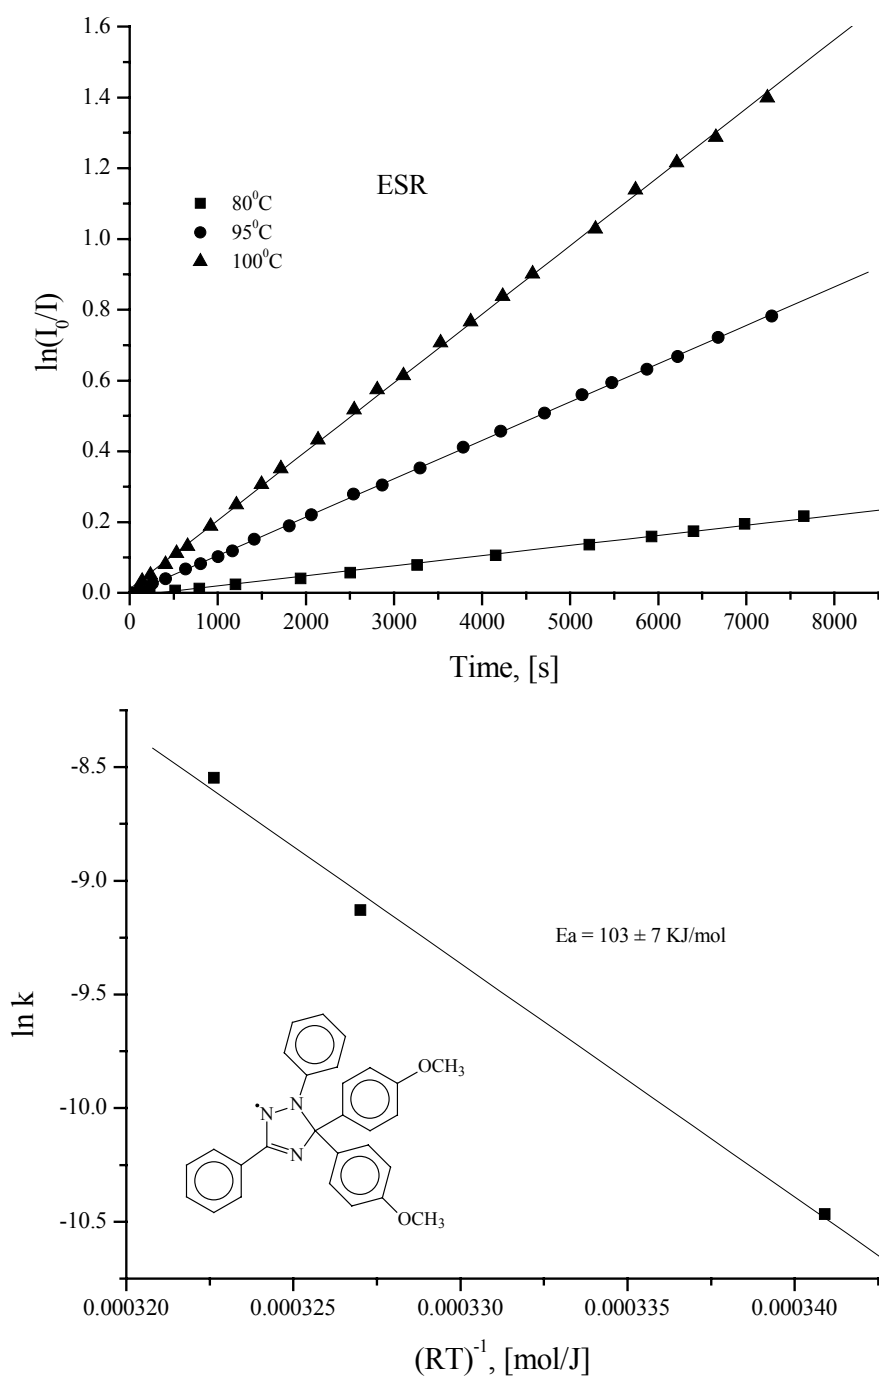 1.6
1.4
1.2
1.0
0.8
0.6
0.4
0.2
0.0
ln(I₀/I)
ESR
80⁰C
95⁰C
100⁰C
0 1000 2000 3000 4000 5000 6000 7000 8000
Time, [s]
-8.5
-9.0
-9.5
-10.0
-10.5
ln k
Ea = 103 ± 7 KJ/mol
OCH₃
N
N
N
OCH₃
0.000320 0.000325 0.000330 0.000335 0.000340
(RT)⁻¹, [mol/J]